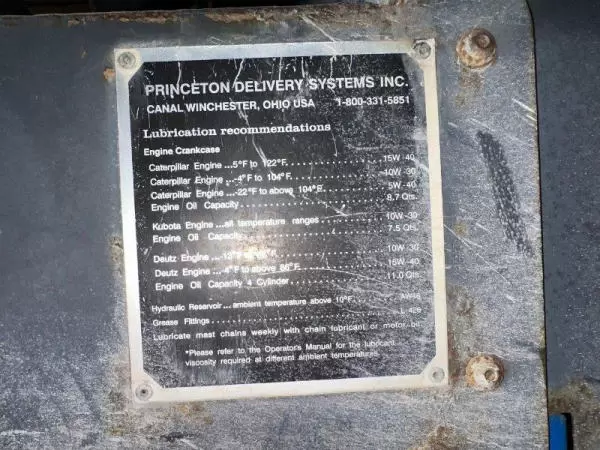 PRINCETON DELIVERY SYSTEMS INC.
CANAL WINCHESTER, OHIO USA 1-800-331-5851
Lubrication recommendations
Engine Crankcase
Caterpillar Engine ...5°F to 122°F. 15W-40
Caterpillar Engine ...-4°F to 104°F. 10W-30
Caterpillar Engine ...-22°F to above 104°F. 5W-40
Engine Oil Capacity 8.7 Qts.
Kubota Engine ...all temperature ranges 10W-30
Engine Oil Capacity 7.5 Qts.
Deutz Engine 10W-30
Deutz Engine ...-4°F to above 86°F. 15W-40
Engine Oil Capacity 4 Cylinder 11.0 Qts.
Hydraulic Reservoir ... ambient temperature above 10°F. AW46
Grease Fittings
Lubricate mast chains weekly with chain lubricant or motor oil
*Please refer to the Operator's Manual for the lubricant
viscosity required at different ambient temperatures.